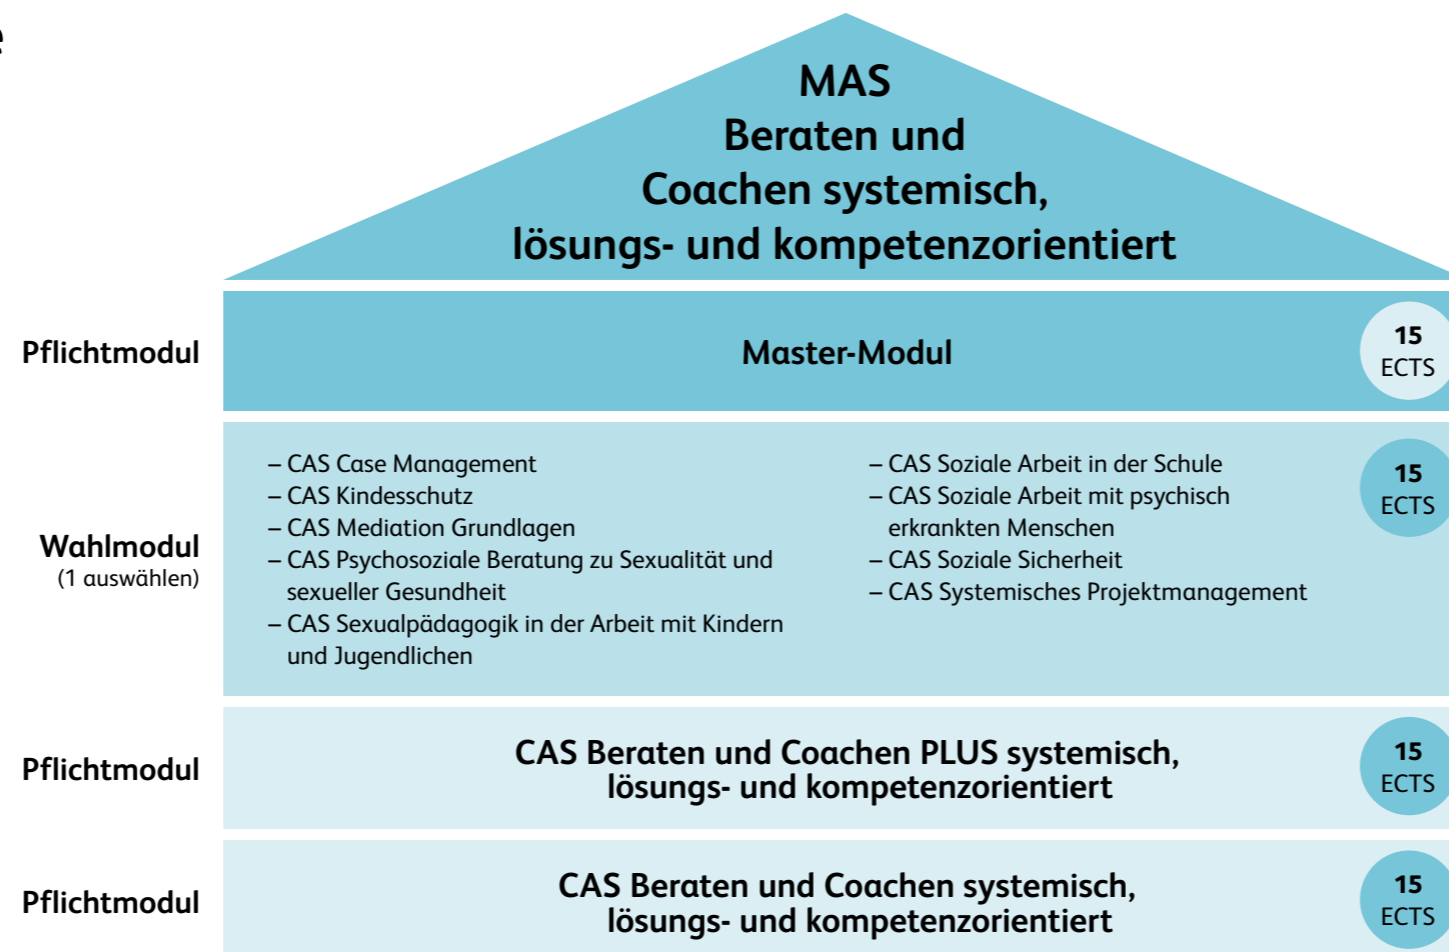 e
MAS
Beraten und
Coachen systemisch,
lösungs- und kompetenzorientiert
Pflichtmodul
Master-Modul
15
ECTS
Wahlmodul
(1 auswählen)
– CAS Case Management
– CAS Kindesschutz
– CAS Mediation Grundlagen
– CAS Psychosoziale Beratung zu Sexualität und
sexueller Gesundheit
– CAS Sexualpädagogik in der Arbeit mit Kindern
und Jugendlichen
– CAS Soziale Arbeit in der Schule
– CAS Soziale Arbeit mit psychisch
erkrankten Menschen
– CAS Soziale Sicherheit
– CAS Systemisches Projektmanagement
15
ECTS
Pflichtmodul
CAS Beraten und Coachen PLUS systemisch,
lösungs- und kompetenzorientiert
15
ECTS
Pflichtmodul
CAS Beraten und Coachen systemisch,
lösungs- und kompetenzorientiert
15
ECTS